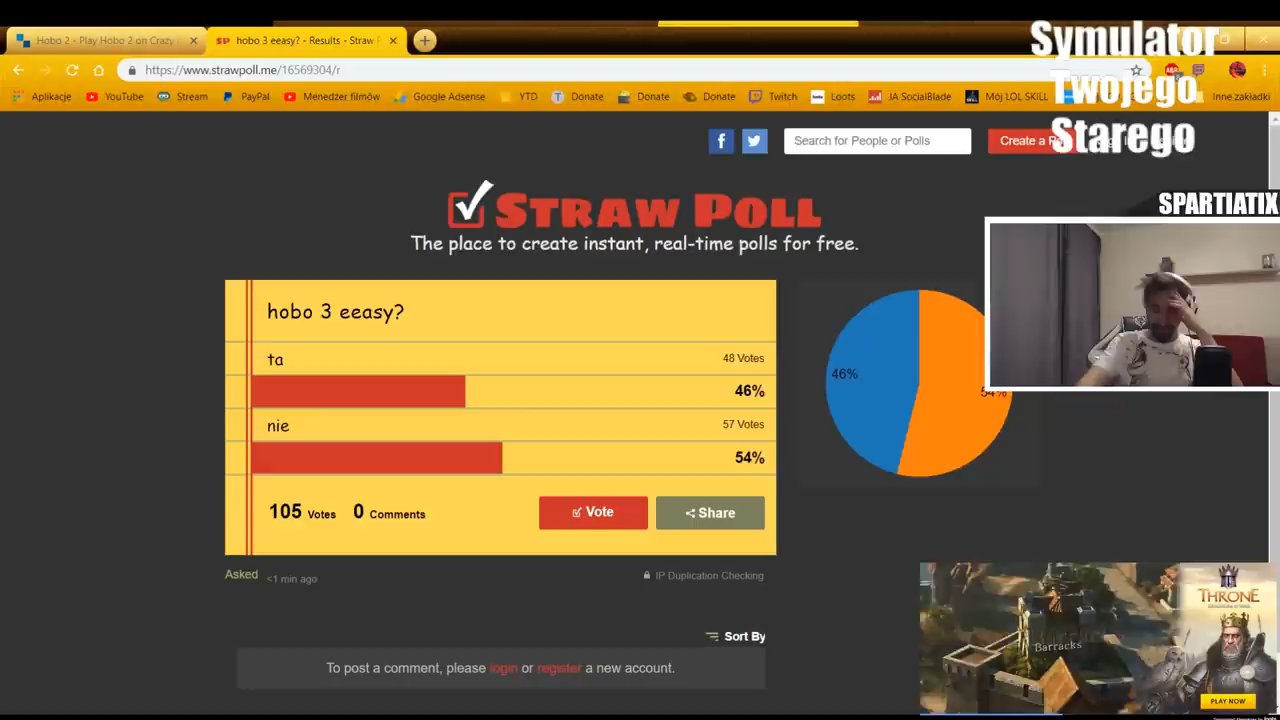 Hobo 2 - Play Hobo 2 on Crazy
hobo 3 eeasy? - Results - Straw P
https://www.strawpoll.me/16569304/r
Aplikacje
YouTube
Stream
PayPal
Menedżer filmów
Google Adsense
YTD
Donate
Donate
Donate
Twitch
Loots
JA SocialBlade
Mój LOL SKILL
Inne zakładki
Symulator
Twojego
Starego
SPARTIATIX
Search for People or Polls
Create a
STRAW POLL
The place to create instant, real-time polls for free.
hobo 3 eeasy?
ta
48 Votes
46%
nie
57 Votes
54%
105 Votes
0 Comments
Vote
Share
46%
54%
Asked <1 min ago
IP Duplication Checking
Sort By
To post a comment, please login or register a new account.
Barracks
THRONE
PLAY NOW